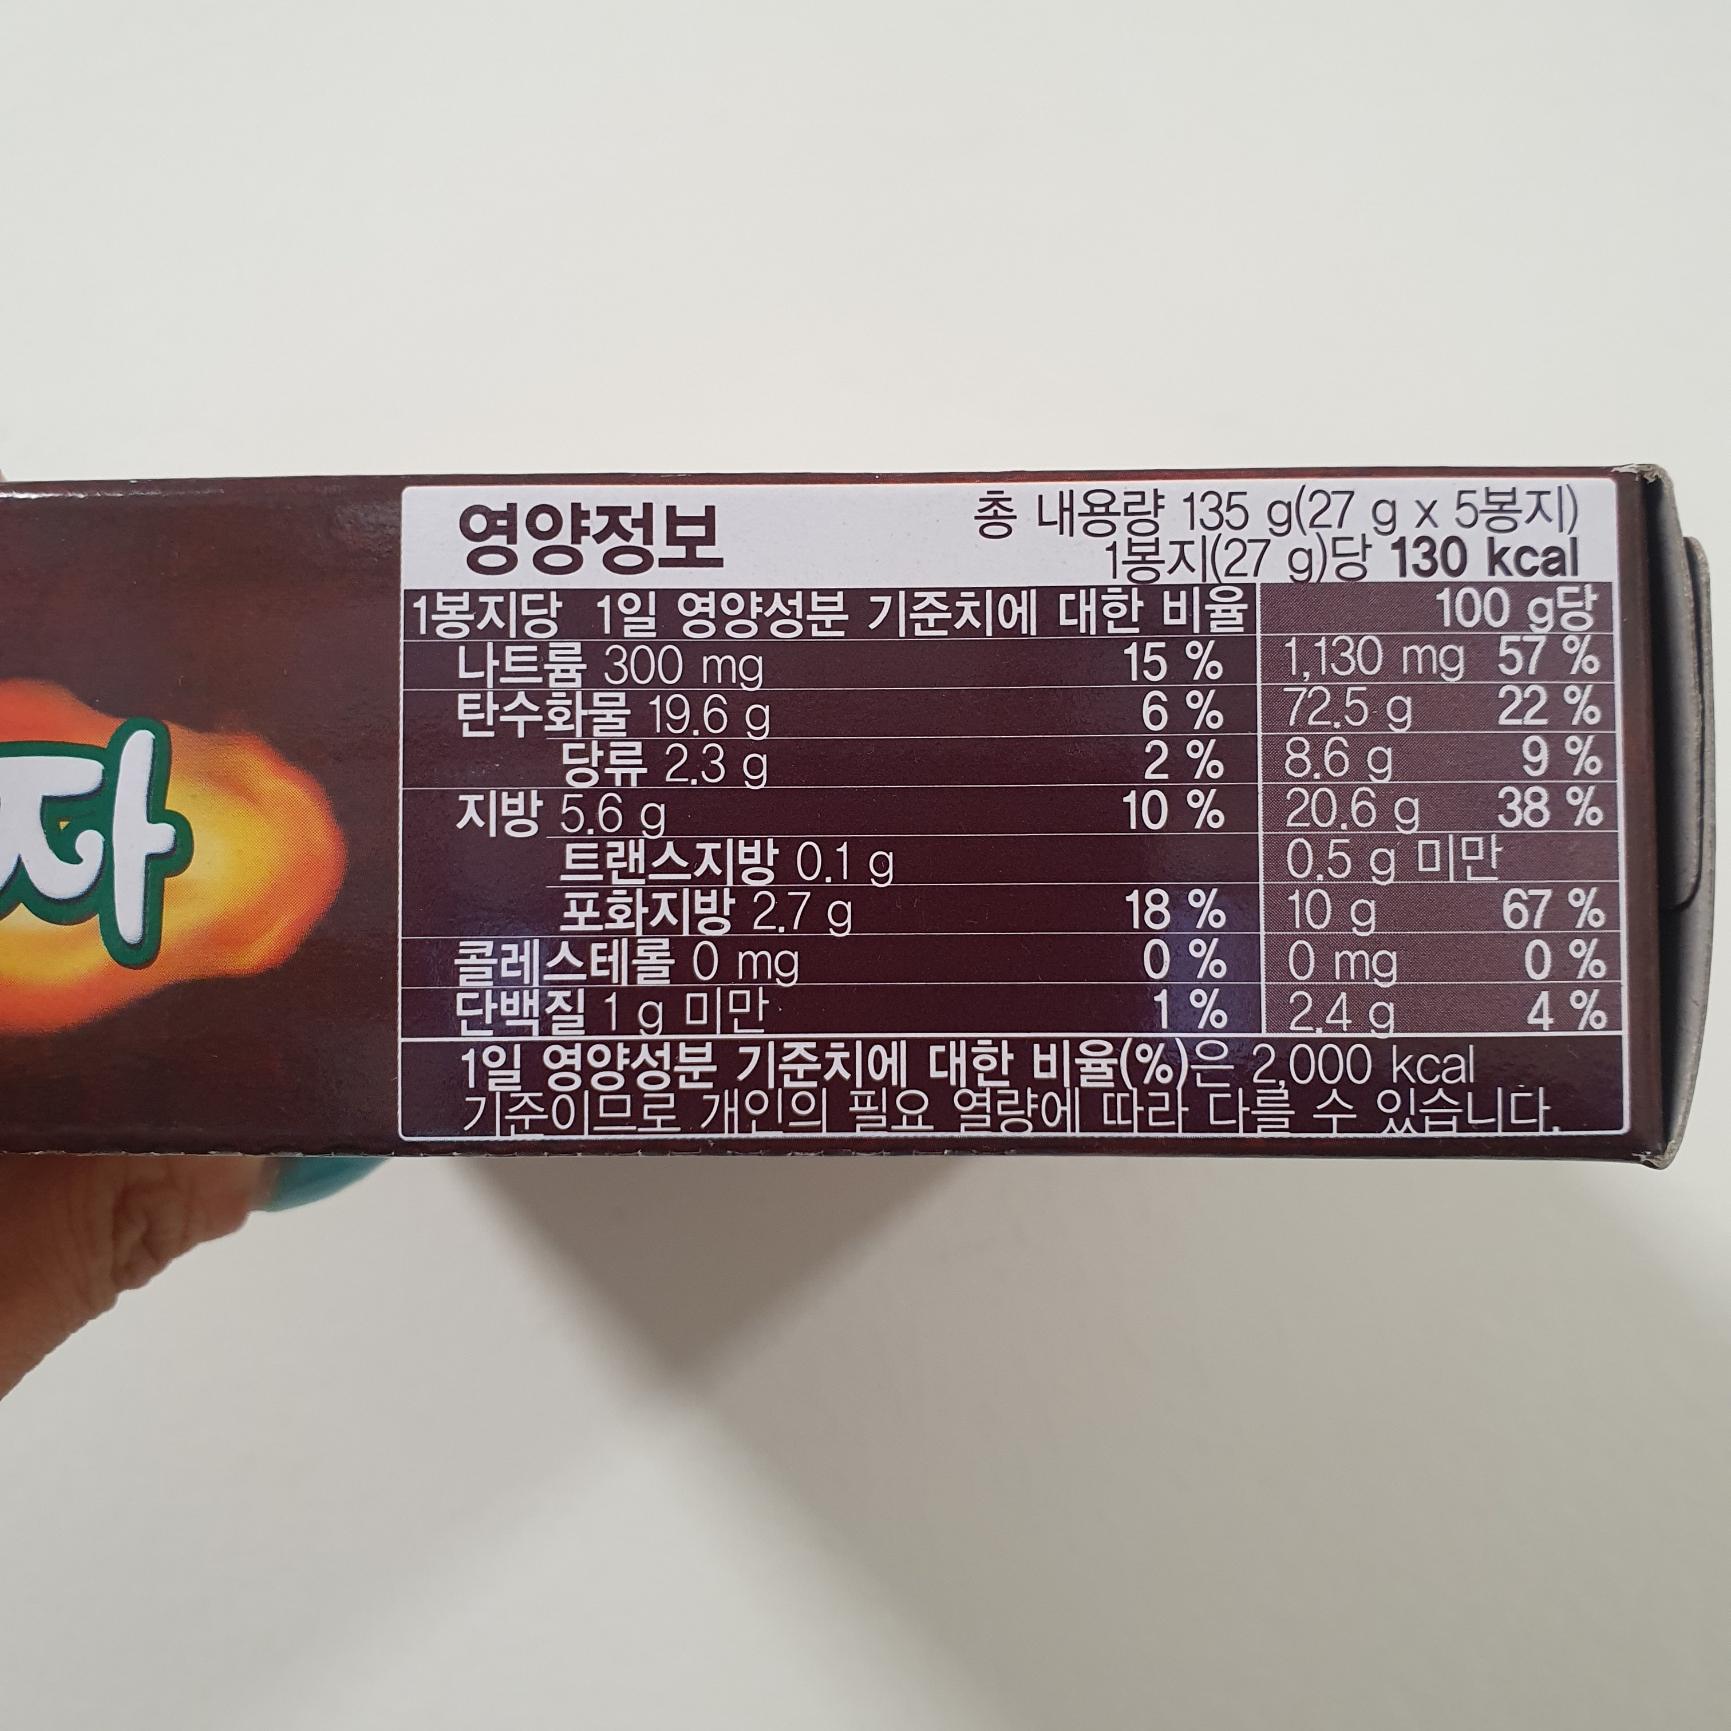 자
영양정보
총 내용량 135 g(27 g x 5봉지)
1봉지(27 g)당 130 kcal
1봉지당 1일 영양성분 기준치에 대한 비율 100 g당
나트륨 300 mg 15 % 1,130 mg 57 %
탄수화물 19.6 g 6 % 72.5 g 22 %
당류 2.3 g 2 % 8.6 g 9 %
지방 5.6 g 10 % 20.6 g 38 %
트랜스지방 0.1 g 0.5 g 미만
포화지방 2.7 g 18 % 10 g 67 %
콜레스테롤 0 mg 0 % 0 mg 0 %
단백질 1 g 미만 1 % 2.4 g 4 %
1일 영양성분 기준치에 대한 비율(%)은 2,000 kcal
기준이므로 개인의 필요 열량에 따라 다를 수 있습니다.